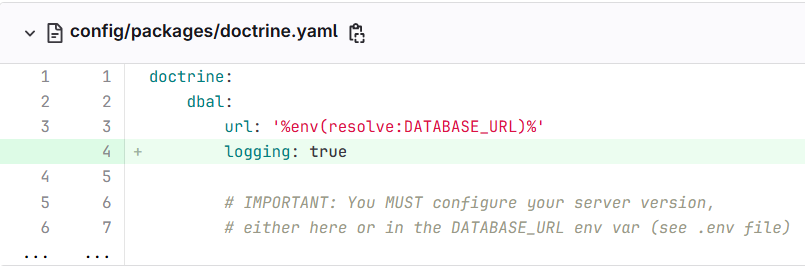 config/packages/doctrine.yaml
1 1 doctrine:
2 2 dbal:
3 3 url: '%env(resolve:DATABASE_URL)%'
4 + logging: true
4 5
5 6 # IMPORTANT: You MUST configure your server version,
6 7 # either here or in the DATABASE_URL env var (see .env file)
... ...